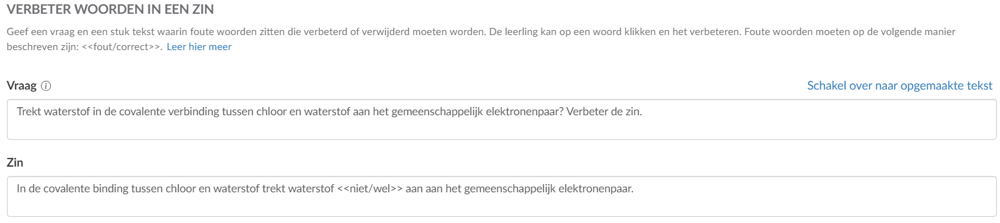 VERBETER WOORDEN IN EEN ZIN
Geef een vraag en een stuk tekst waarin foute woorden zitten die verbeterd of verwijderd moeten worden. De leerling kan op een woord klikken en het verbeteren. Foute woorden moeten op de volgende manier
beschreven zijn: <<fout/correct>>. Leer hier meer
Vraag
Schakel over naar opgemaakte tekst
Trekt waterstof in de covalente verbinding tussen chloor en waterstof aan het gemeenschappelijk elektronenpaar? Verbeter de zin.
Zin
In de covalente binding tussen chloor en waterstof trekt waterstof <<niet/wel>> aan aan het gemeenschappelijk elektronenpaar.